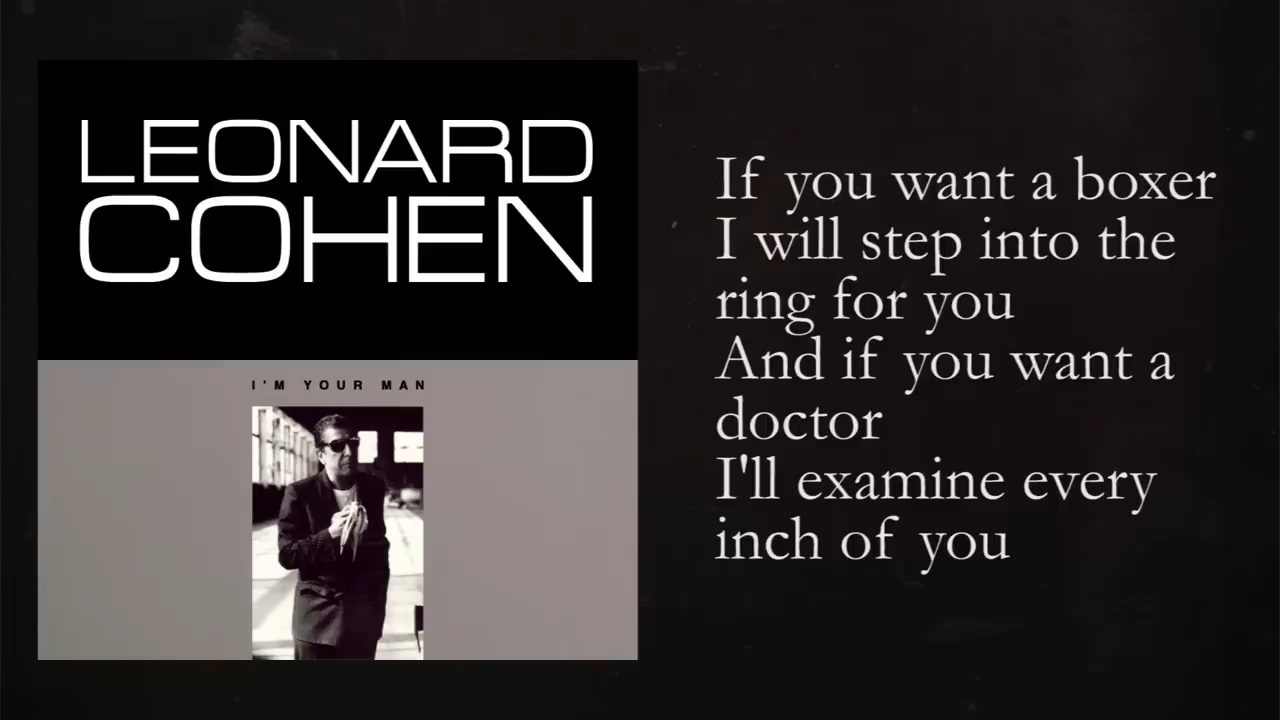 LEONARD
COHEN
I'M YOUR MAN
If you want a boxer
I will step into the
ring for you
And if you want a
doctor
I'll examine every
inch of you